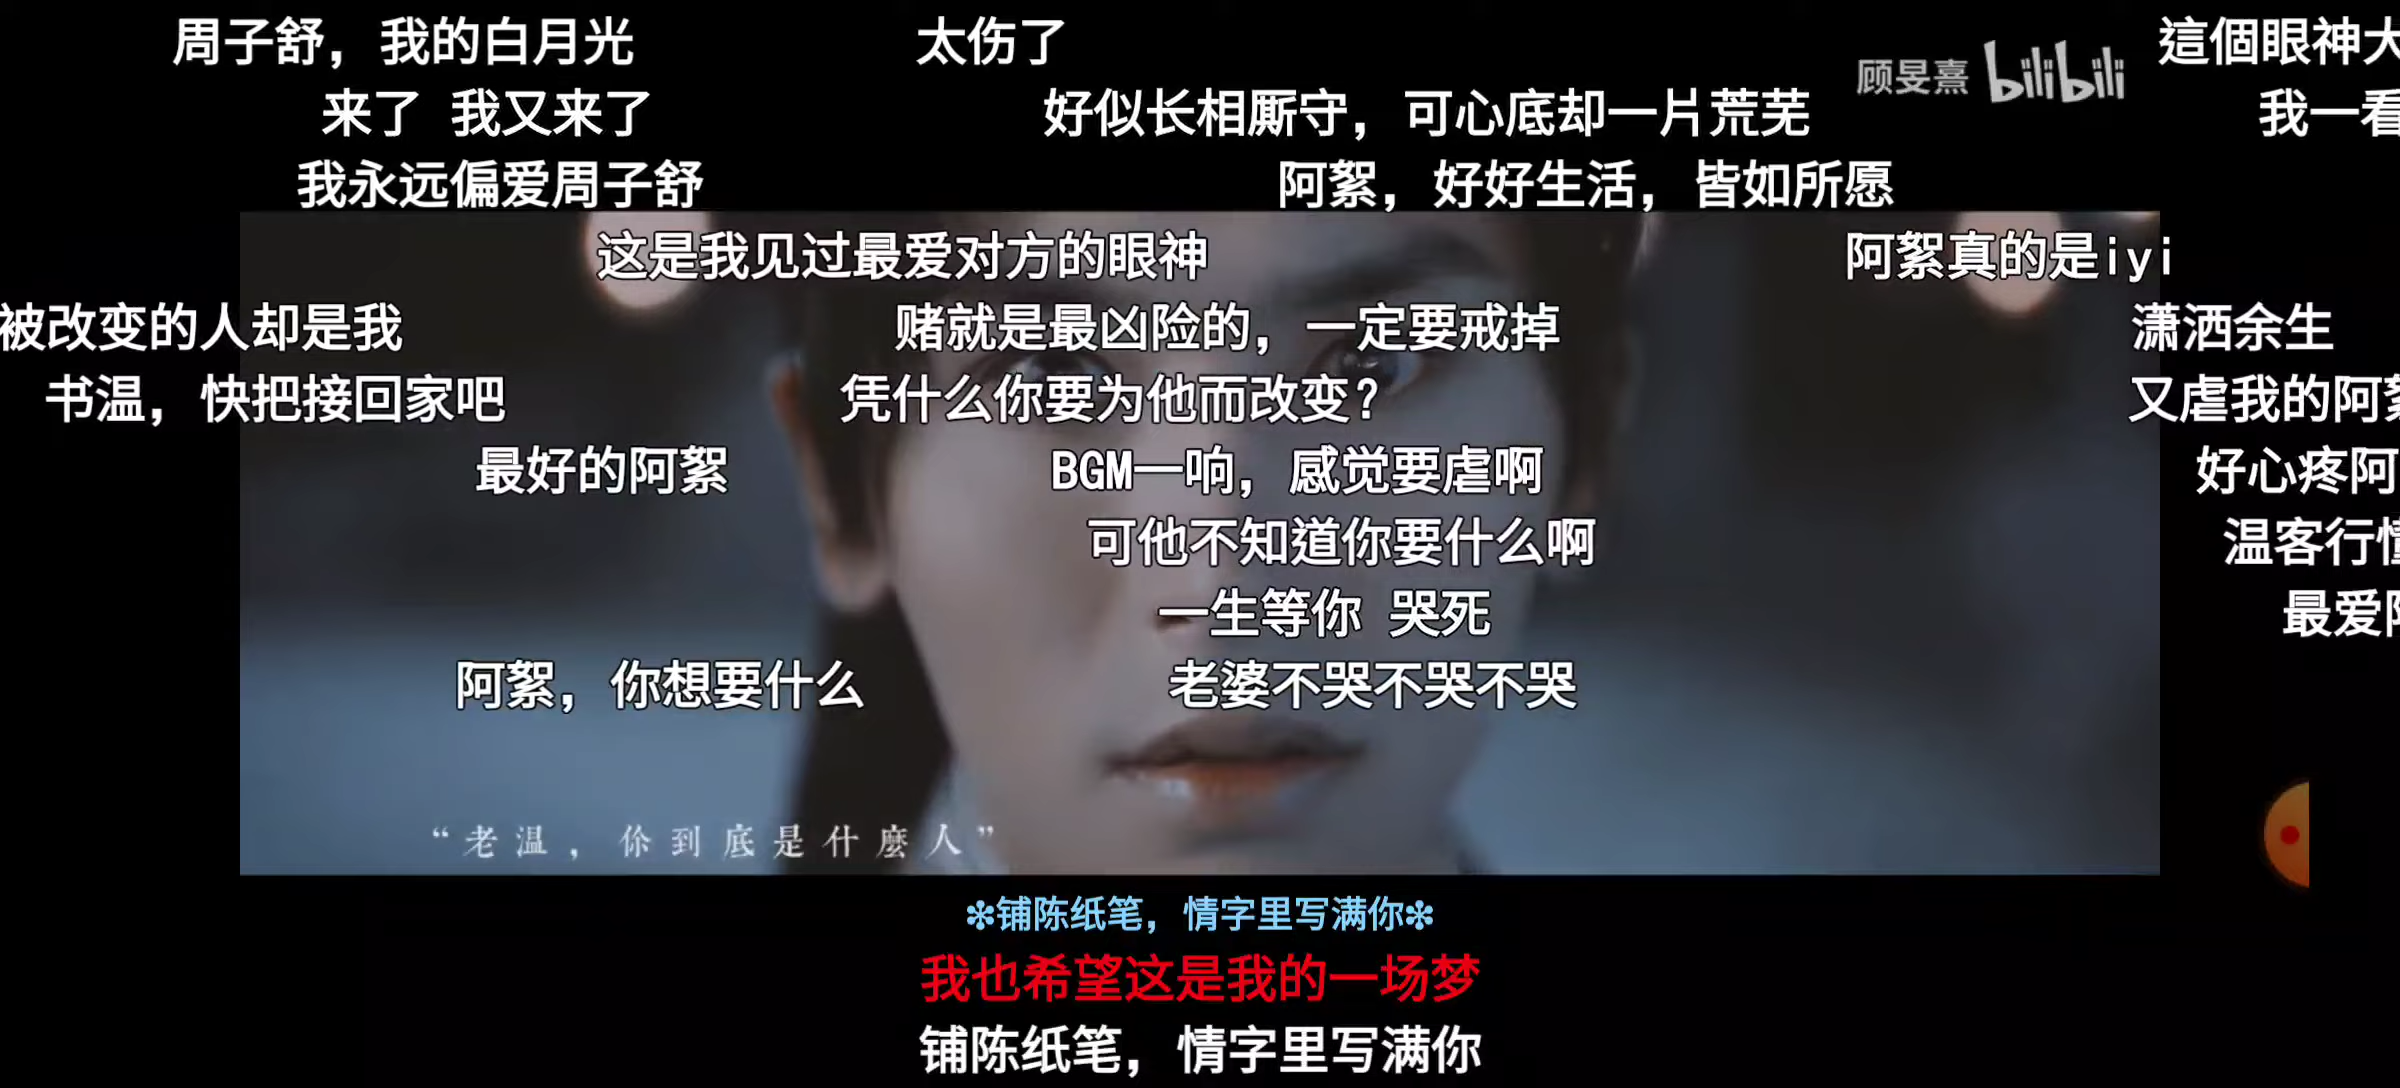 周子舒，我的白月光
太伤了
這個眼神
顾旻熹 bilibili
来了 我又来了
好似长相厮守，可心底却一片荒芜
我一看
我永远偏爱周子舒
阿絮，好好生活，皆如所愿
这是我见过最爱对方的眼神
阿絮真的是iyi
被改变的人却是我
赌就是最凶险的，一定要戒掉
潇洒余生
书温，快把接回家吧
凭什么你要为他而改变？
又虐我的阿絮
最好的阿絮
BGM一响，感觉要虐啊
好心疼阿
可他不知道你要什么啊
温客行
一生等你 哭死
最爱
阿絮，你想要什么
老婆不哭不哭不哭
“老温，你到底是什麼人”
❇铺陈纸笔，情字里写满你❇
我也希望这是我的一场梦
铺陈纸笔，情字里写满你